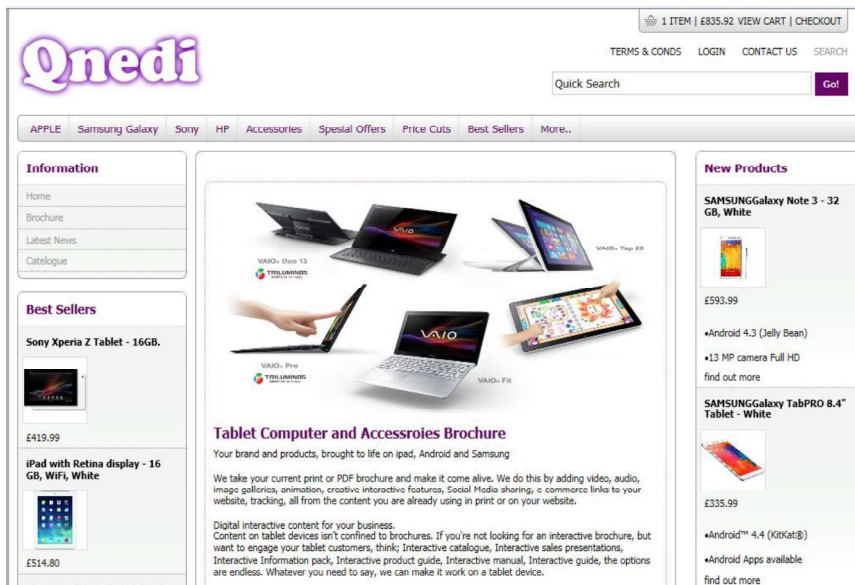 1 ITEM | £835.92 VIEW CART | CHECKOUT
Qnedi
TERMS & CONDS LOGIN CONTACT US SEARCH
Quick Search Go!
APPLE Samsung Galaxy Sony HP Accessories Spesial Offers Price Cuts Best Sellers More..
Information
Home
Brochure
Latest News
Catelogue
Best Sellers
Sony Xperia Z Tablet - 16GB.
£419.99
iPad with Retina display - 16
GB, WiFi, White
£514.80
VAIO
VAIO® Duo 13
TRILUMINOS
VAIO® Tap 20
VAIO® Pro
TRILUMINOS
VAIO
VAIO® Fit
Tablet Computer and Accessroies Brochure
Your brand and products, brought to life on ipad, Android and Samsung
We take your current print or PDF brochure and make it come alive. We do this by adding video, audio,
image galleries, animation, creative interactive features, Social Media sharing, e commerce links to your
website, tracking, all from the content you are already using in print or on your website.
Digital interactive content for your business.
Content on tablet devices isn't confined to brochures. If you're not looking for an interactive brochure, but
want to engage your tablet customers, think; Interactive catalogue, Interactive sales presentations,
Interactive Information pack, Interactive product guide, Interactive manual, Interactive guide, the options
are endless. Whatever you need to say, we can make it work on a tablet device.
New Products
SAMSUNGGalaxy Note 3 - 32
GB, White
£593.99
•Android 4.3 (Jelly Bean)
•13 MP camera Full HD
find out more
SAMSUNGGalaxy TabPRO 8.4"
Tablet - White
£335.99
•Android™ 4.4 (KitKat®)
•Android Apps available
find out more